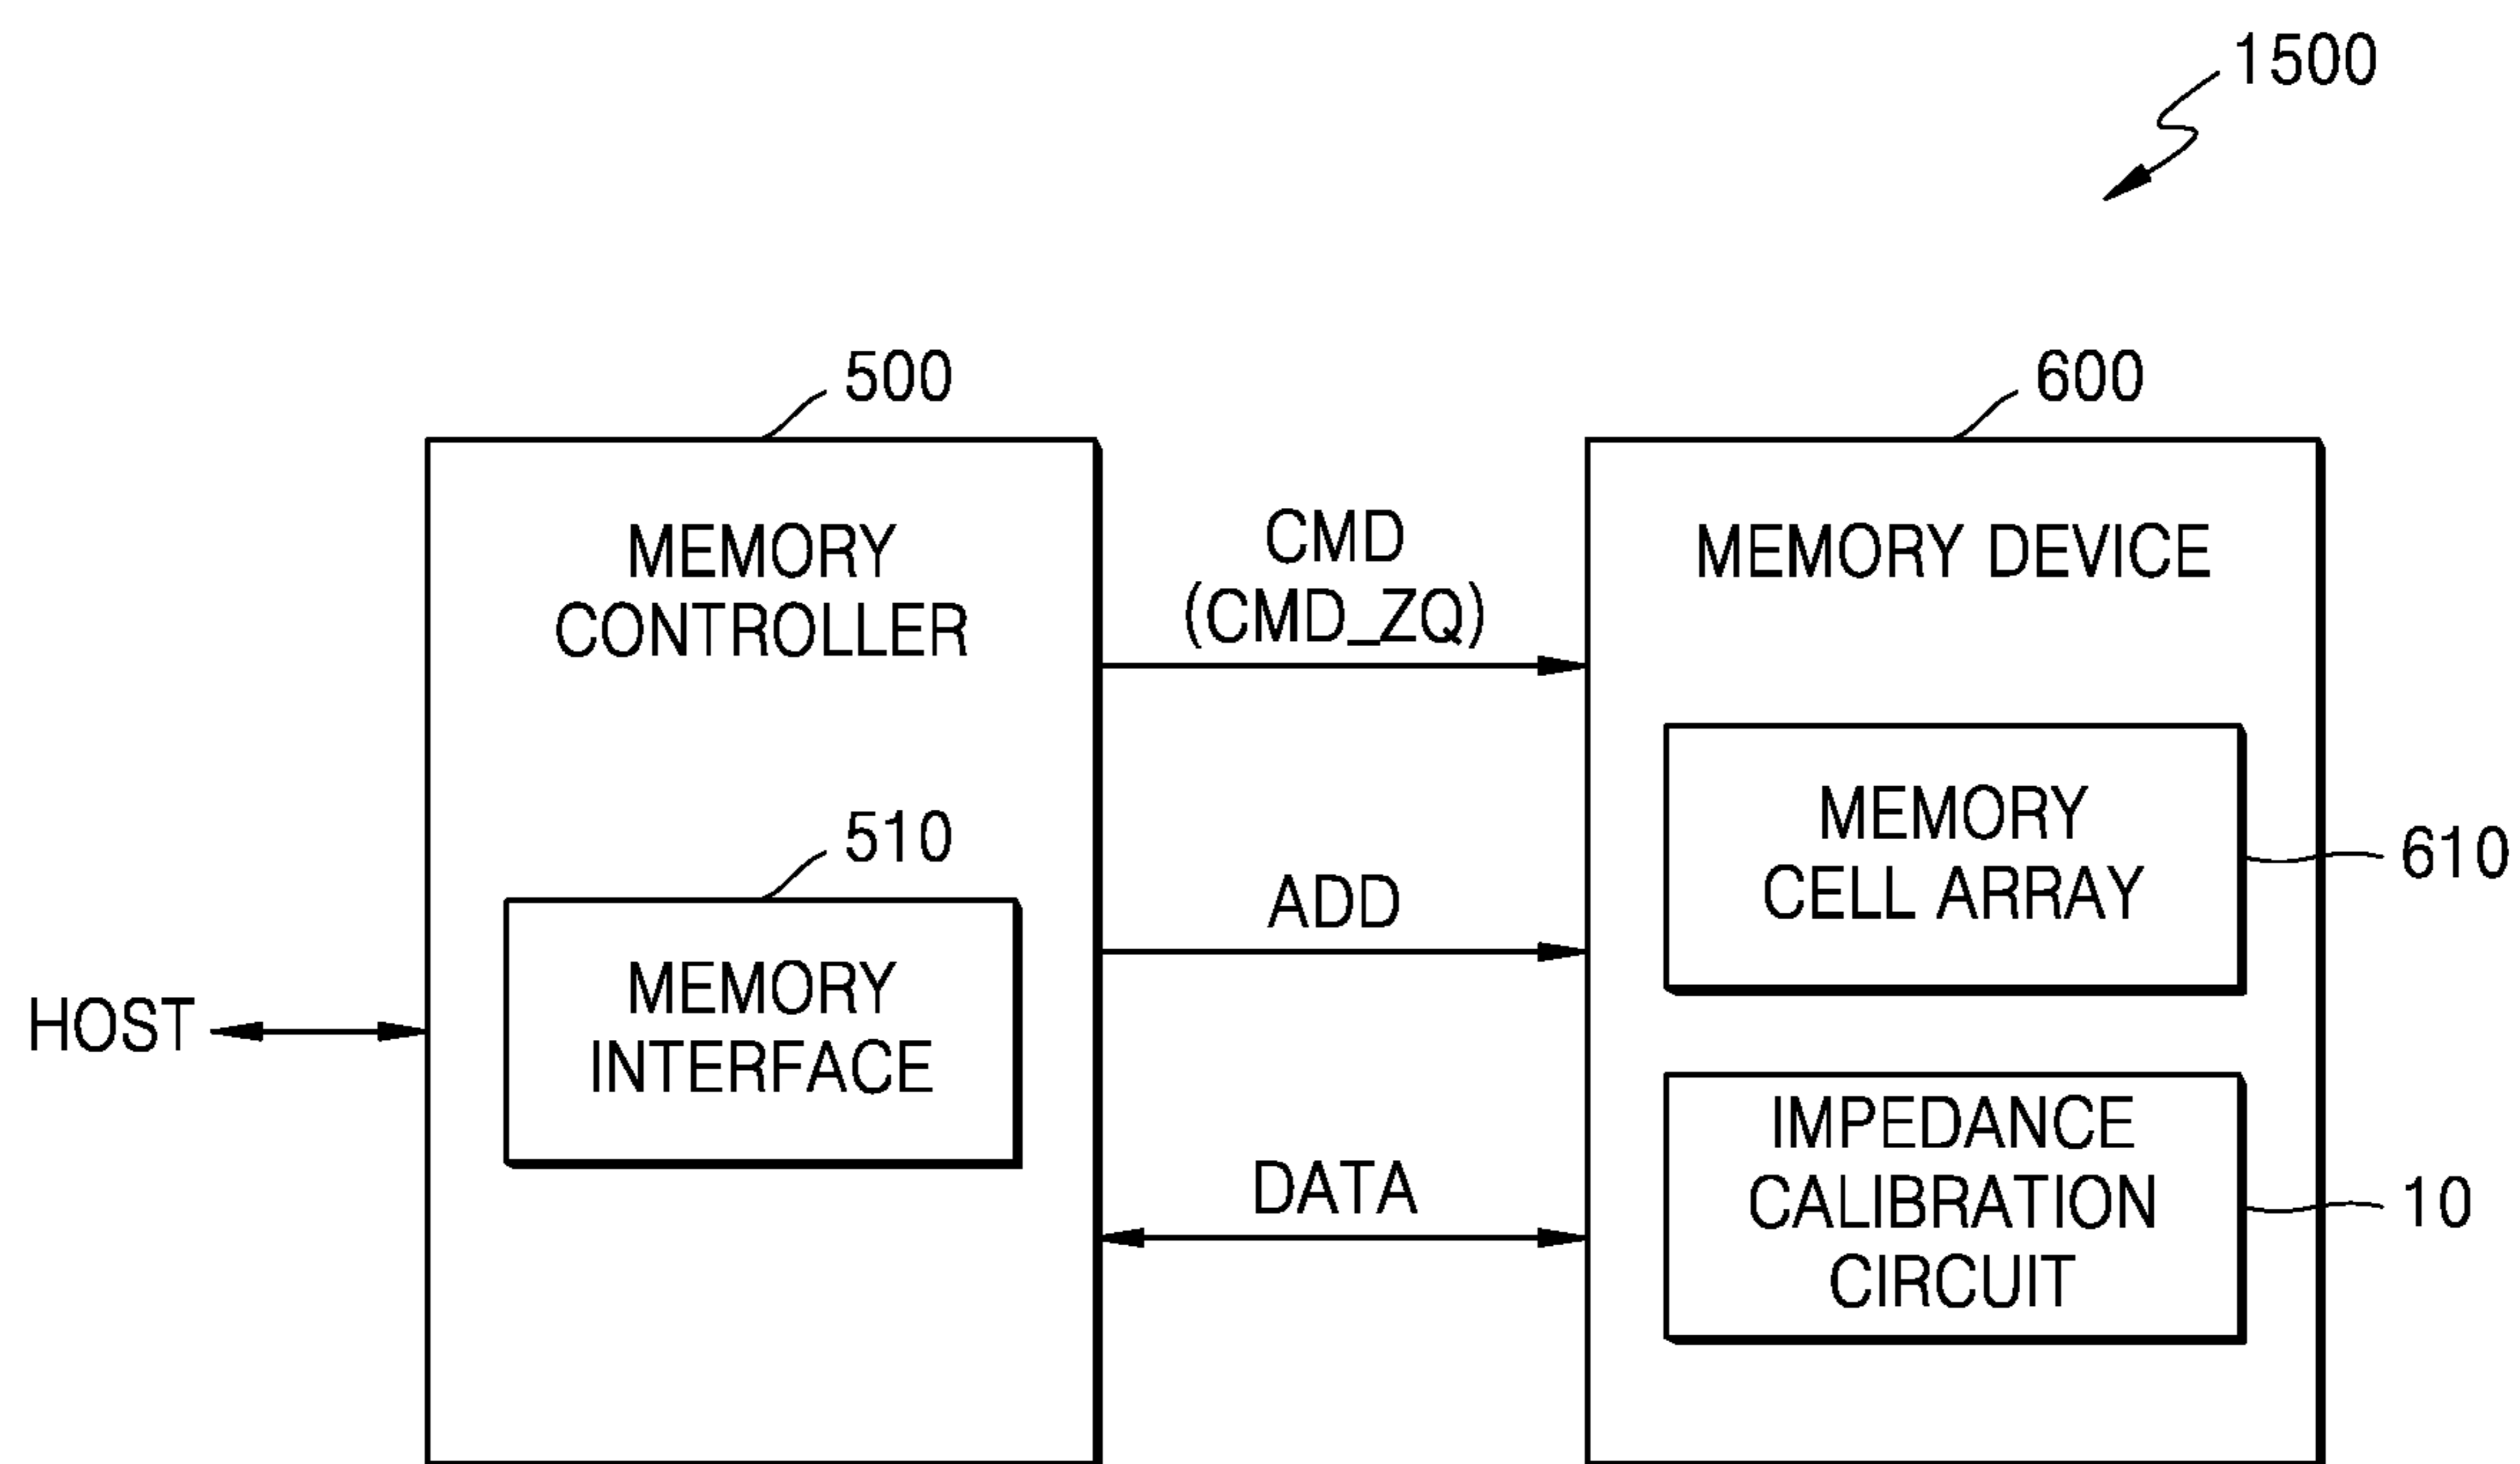 1500
500
600
MEMORY
CONTROLLER
CMD
(CMD_ZQ)
MEMORY DEVICE
510
MEMORY
INTERFACE
HOST
ADD
DATA
MEMORY
CELL ARRAY
610
IMPEDANCE
CALIBRATION
CIRCUIT
10